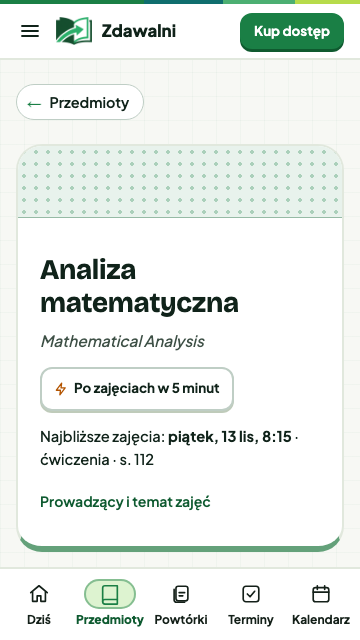 Zdawalni
Kup dostęp
← Przedmioty
Analiza
matematyczna
Mathematical Analysis
Po zajęciach w 5 minut
Najbliższe zajęcia: piątek, 13 lis, 8:15 ·
ćwiczenia · s. 112
Prowadzący i temat zajęć
Dziś
Przedmioty
Powtórki
Terminy
Kalendarz